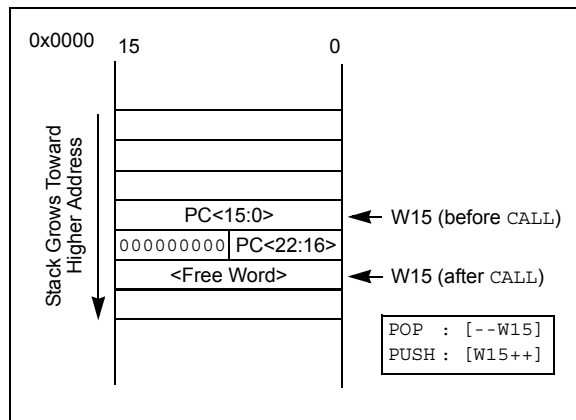 0x0000
15 0
Stack Grows Toward
Higher Address
PC<15:0>
W15 (before CALL)
000000000 PC<22:16>
<Free Word>
W15 (after CALL)
POP : [--W15]
PUSH : [W15++]